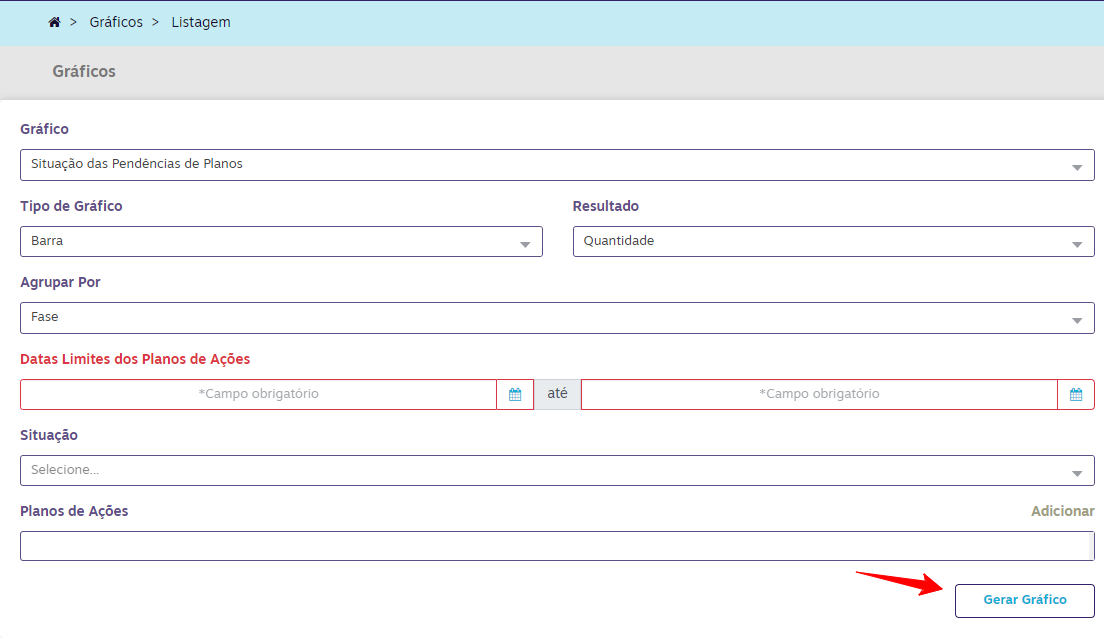 > Gráficos > Listagem
Gráficos
Gráfico
Situação das Pendências de Planos
Tipo de Gráfico
Resultado
Barra
Quantidade
Agrupar Por
Fase
Datas Limites dos Planos de Ações
*Campo obrigatório
até
*Campo obrigatório
Situação
Selecione...
Planos de Ações
Adicionar
Gerar Gráfico